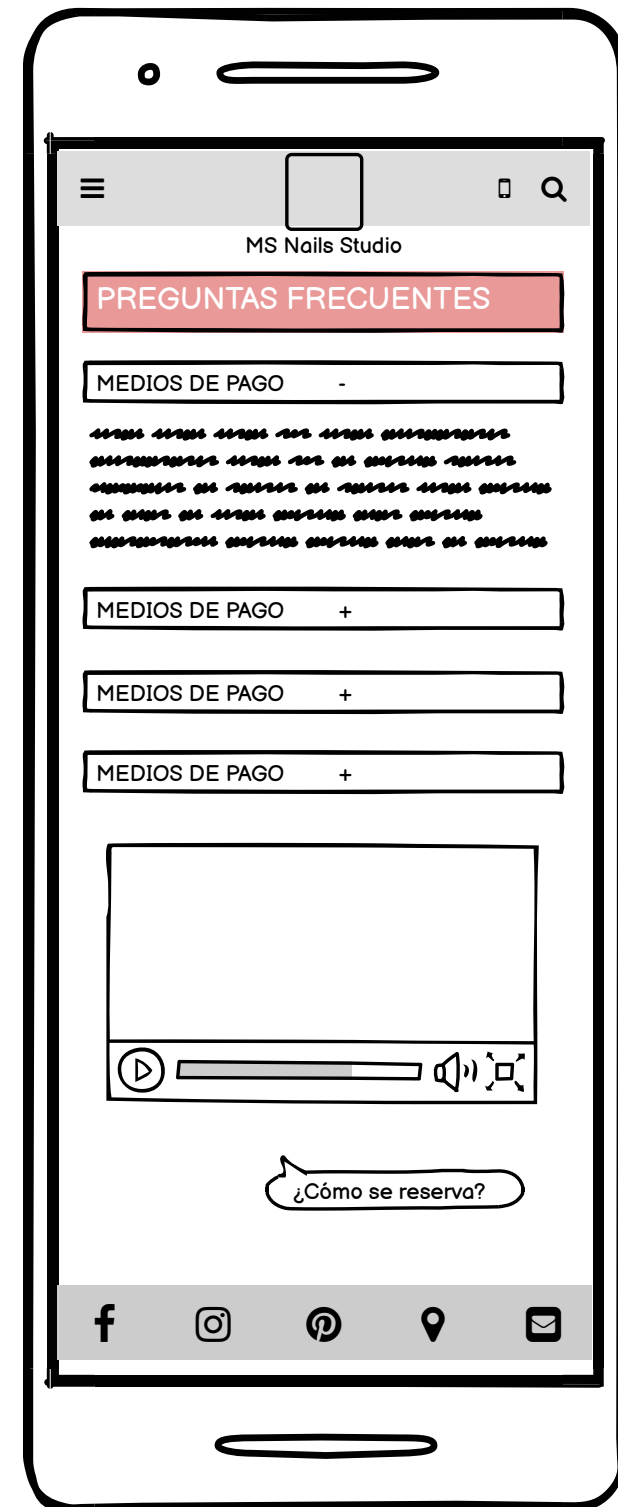 MS Nails Studio
PREGUNTAS FRECUENTES
MEDIOS DE PAGO -
MEDIOS DE PAGO +
MEDIOS DE PAGO +
MEDIOS DE PAGO +
¿Cómo se reserva?